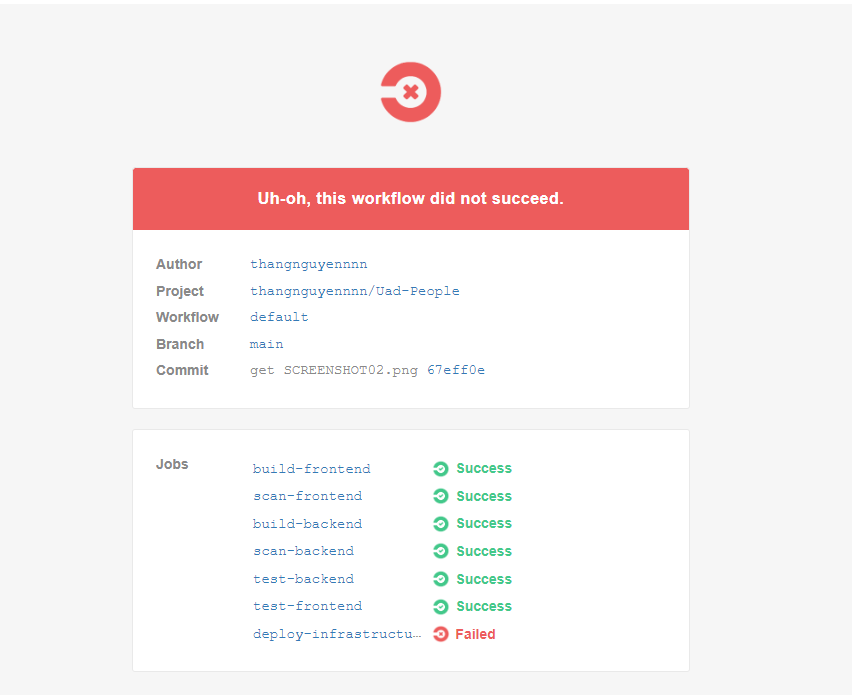 Uh-oh, this workflow did not succeed.
Author thangnguyennnn
Project thangnguyennnn/Uad-People
Workflow default
Branch main
Commit get SCREENSHOT02.png 67eff0e
Jobs
build-frontend Success
scan-frontend Success
build-backend Success
scan-backend Success
test-backend Success
test-frontend Success
deploy-infrastructu… Failed